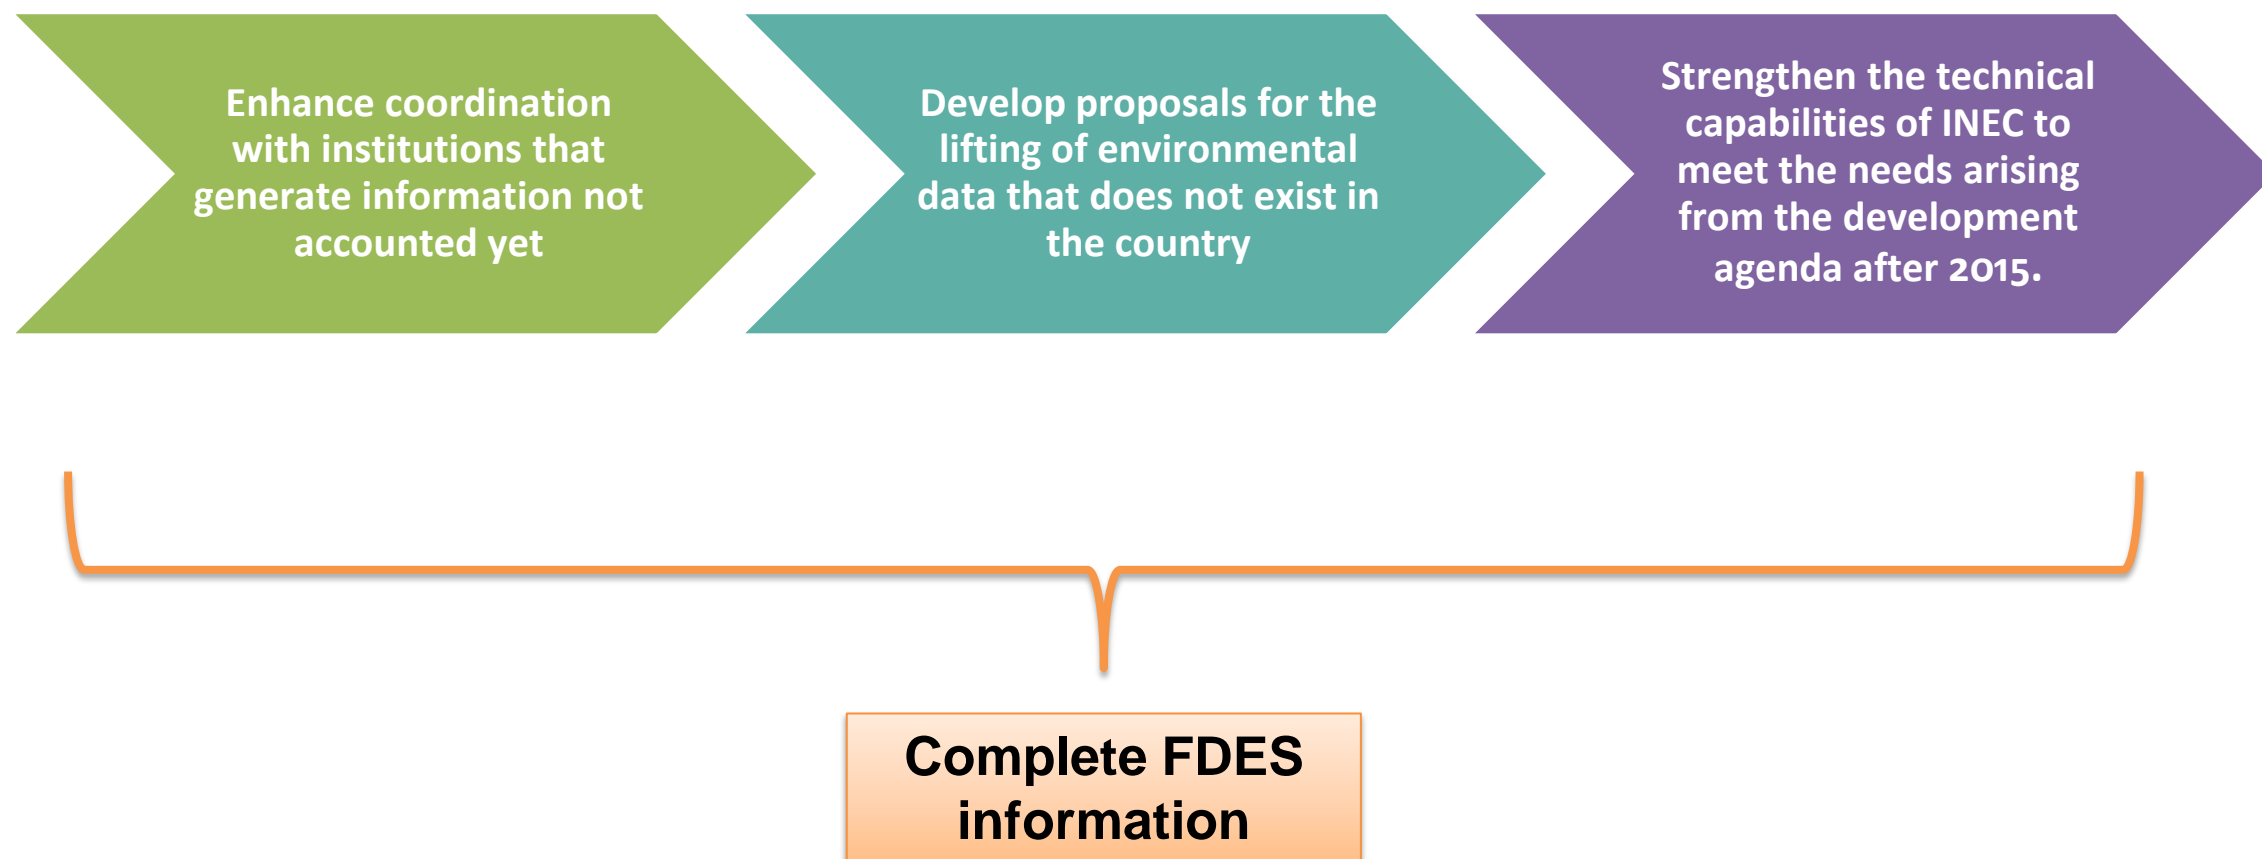 Enhance coordination
with institutions that
generate information not
accounted yet
Develop proposals for the
lifting of environmental
data that does not exist in
the country
Strengthen the technical
capabilities of INEC to
meet the needs arising
from the development
agenda after 2015.
Complete FDES
information